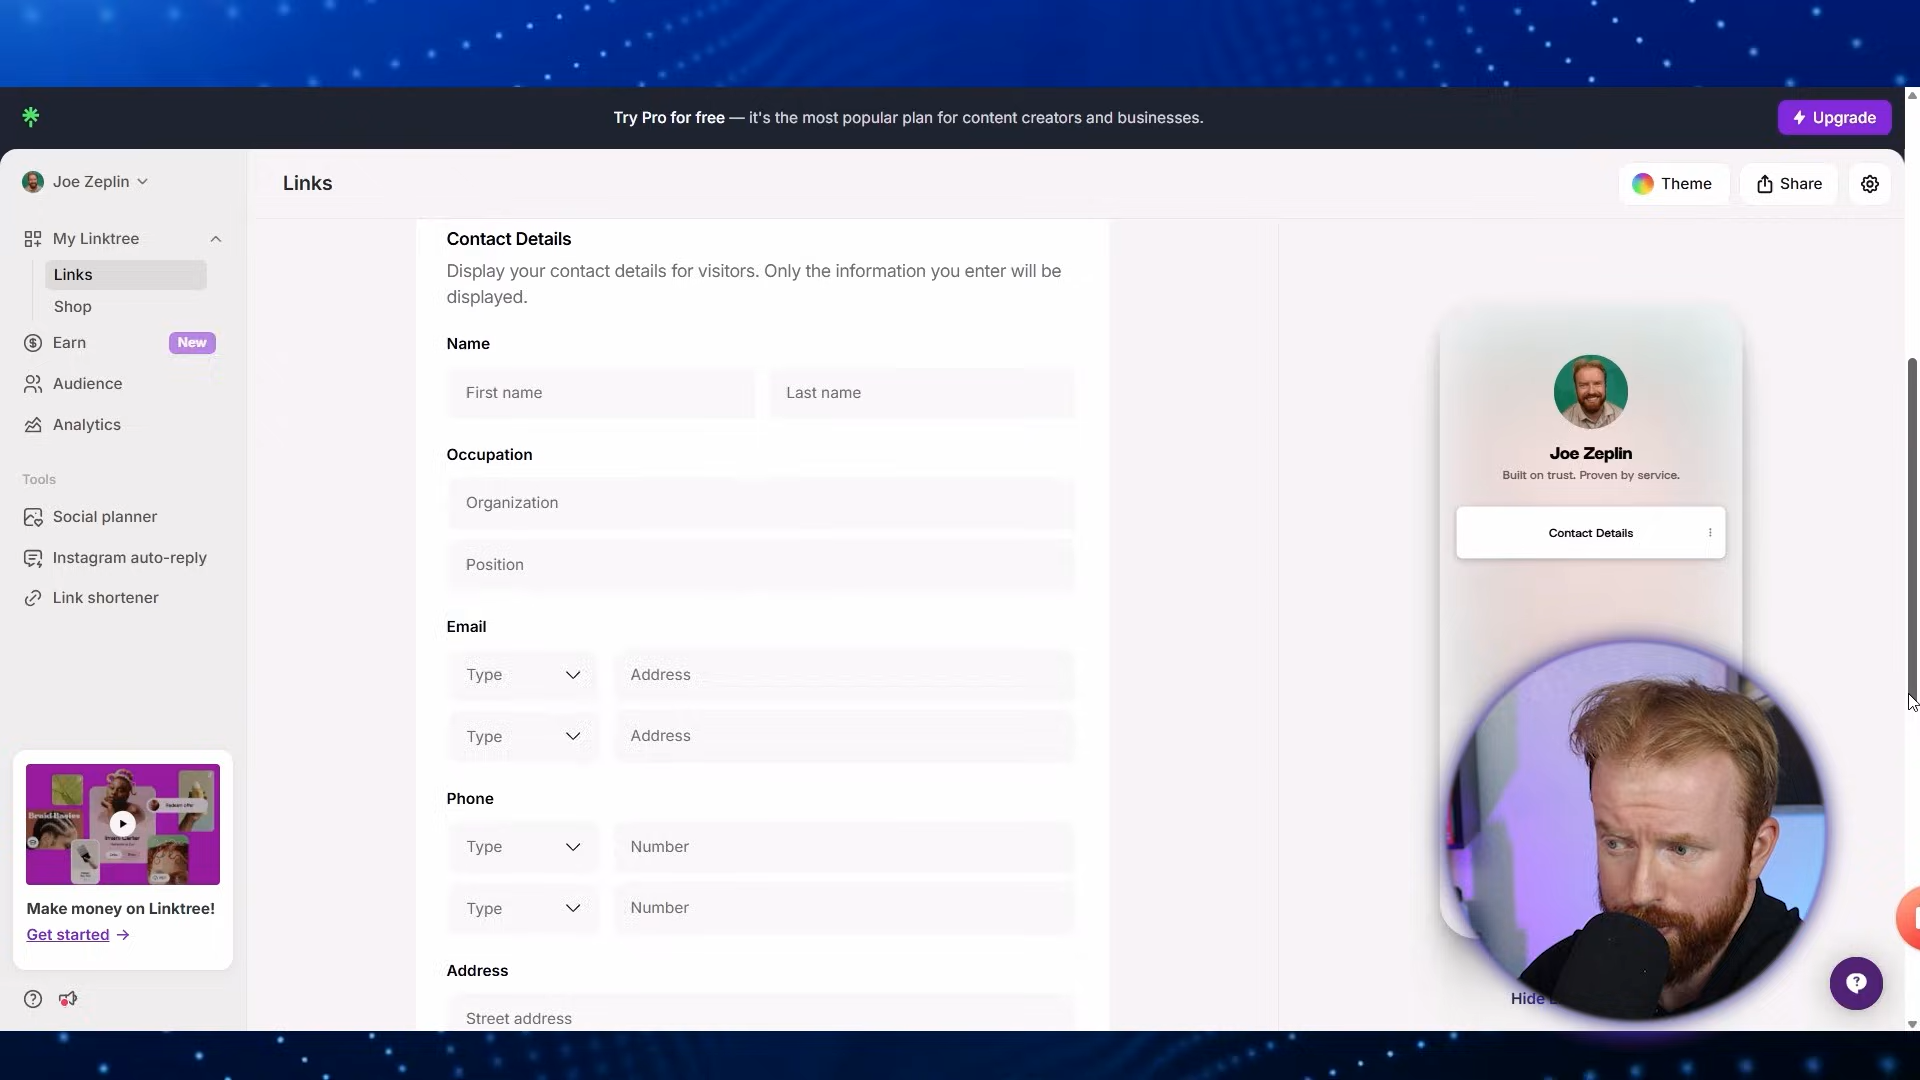 Try Pro for free — it's the most popular plan for content creators and businesses.
Upgrade
Joe Zeplin
Links
Theme
Share
My Linktree
Links
Shop
Earn
New
Audience
Analytics
Tools
Social planner
Instagram auto-reply
Link shortener
Make money on Linktree!
Get started →
Contact Details
Display your contact details for visitors. Only the information you enter will be
displayed.
Name
First name
Last name
Occupation
Organization
Position
Email
Type
Address
Type
Address
Phone
Type
Number
Type
Number
Address
Street address
Joe Zeplin
Built on trust. Proven by service.
Contact Details
Hide